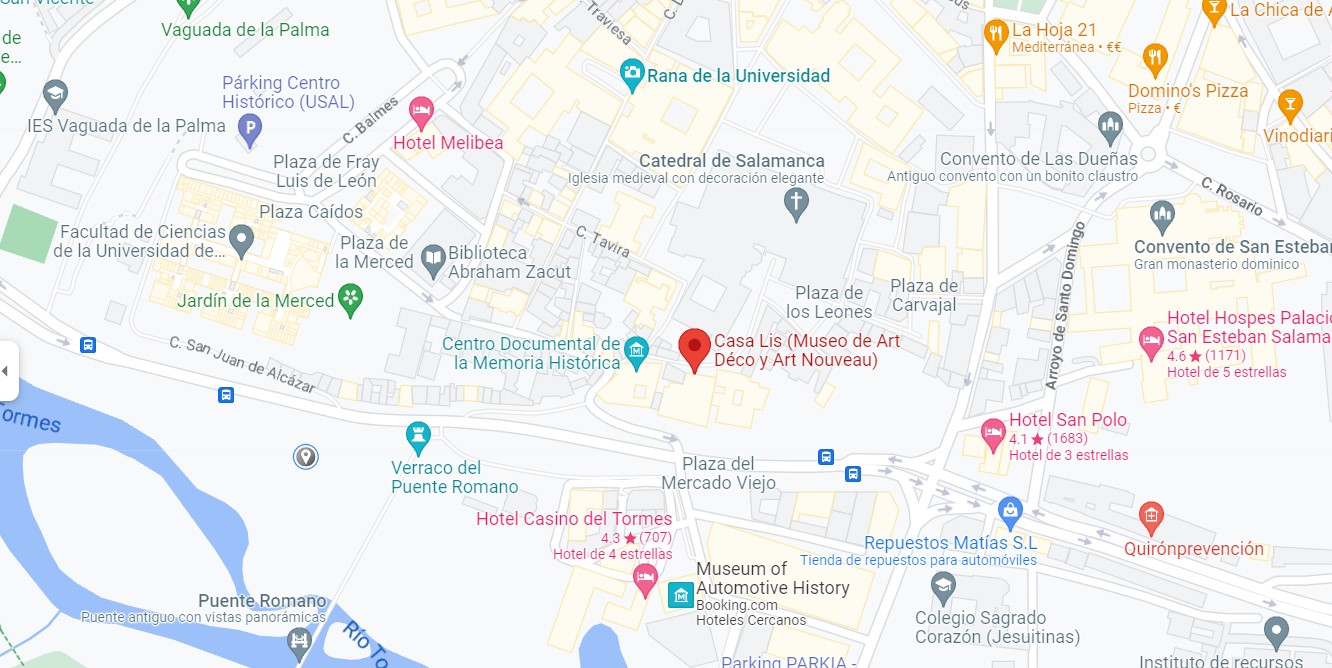 Vaguada de la Palma
Traviesa
La Hoja 21
Mediterránea • €€
La Chica de
de
e...
Párking Centro
Histórico (USAL)
Rana de la Universidad
Domino's Pizza
Pizza • €
IES Vaguada de la Palma
C. Balmes
Hotel Melibea
Vinodiari
Plaza de Fray
Luis de León
Catedral de Salamanca
Iglesia medieval con decoración elegante
Convento de Las Dueñas
Antiguo convento con un bonito claustro
C. Rosario
Plaza Caídos
Facultad de Ciencias
de la Universidad de...
Plaza de
la Merced
Biblioteca
Abraham Zacut
C. Tavira
Convento de San Esteban
Gran monasterio dominico
Arroyo de Santo Domingo
Jardín de la Merced
Plaza de
los Leones
Plaza de
Carvajal
Hotel Hospes Palacio
San Esteban Salama
4.6 ★ (1171)
Hotel de 5 estrellas
C. San Juan de Alcázar
Centro Documental de
la Memoria Histórica
Casa Lis (Museo de Art
Déco y Art Nouveau)
Tormes
Hotel San Polo
4.1 ★ (1683)
Hotel de 3 estrellas
Verraco del
Puente Romano
Plaza del
Mercado Viejo
Hotel Casino del Tormes
4.3 ★ (707)
Hotel de 4 estrellas
Repuestos Matías S.L
Tienda de repuestos para automóviles
Quirónprevención
Museum of
Automotive History
Booking.com
Hoteles Cercanos
Puente Romano
Puente antiguo con vistas panorámicas
Río To
Colegio Sagrado
Corazón (Jesuitinas)
Parking PARKIA -
Instituto de recursos